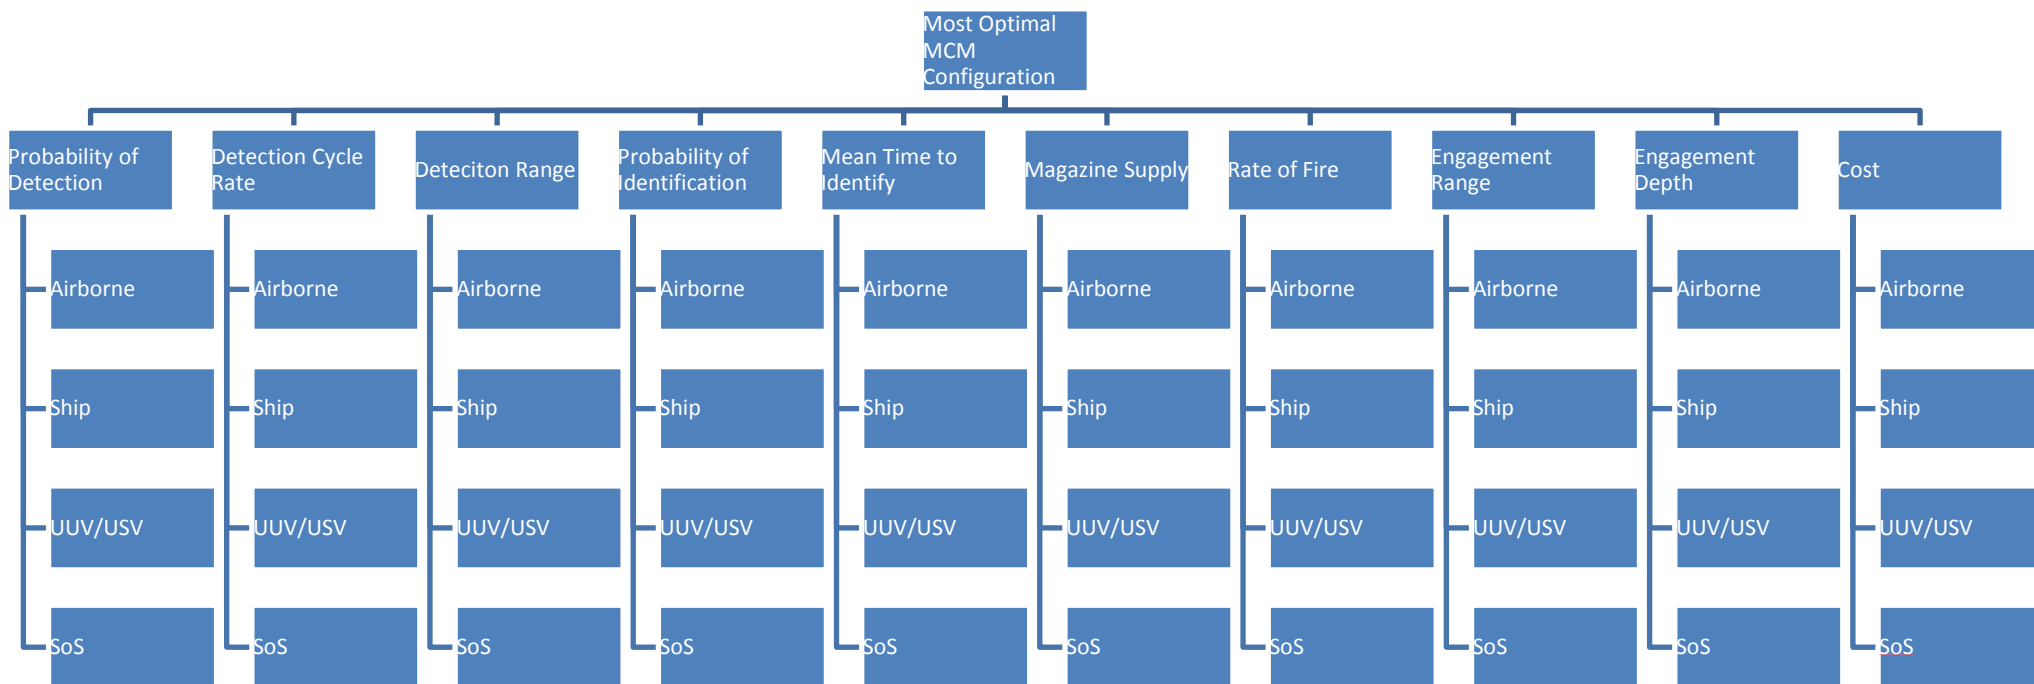 Most Optimal
MCM
Configuration
Probability of
Detection
Detection Cycle
Rate
Deteciton Range
Probability of
Identification
Mean Time to
Identify
Magazine Supply
Rate of Fire
Engagement
Range
Engagement
Depth
Cost
Airborne
Airborne
Airborne
Airborne
Airborne
Airborne
Airborne
Airborne
Airborne
Airborne
Ship
Ship
Ship
Ship
Ship
Ship
Ship
Ship
Ship
Ship
UUV/USV
UUV/USV
UUV/USV
UUV/USV
UUV/USV
UUV/USV
UUV/USV
UUV/USV
UUV/USV
UUV/USV
SoS
SoS
SoS
SoS
SoS
SoS
SoS
SoS
SoS
SoS